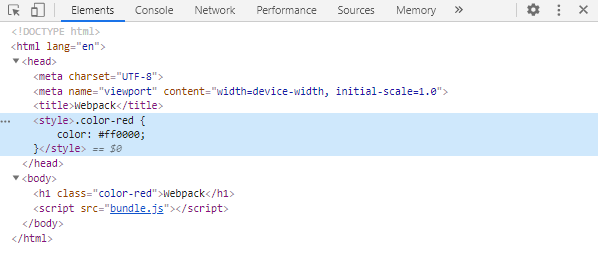 Elements Console Network Performance Sources Memory »
<!DOCTYPE html>
<html lang="en">
<head>
<meta charset="UTF-8">
<meta name="viewport" content="width=device-width, initial-scale=1.0">
<title>Webpack</title>
… <style>.color-red {
color: #ff0000;
}</style> == $0
</head>
<body>
<h1 class="color-red">Webpack</h1>
<script src="bundle.js"></script>
</body>
</html>